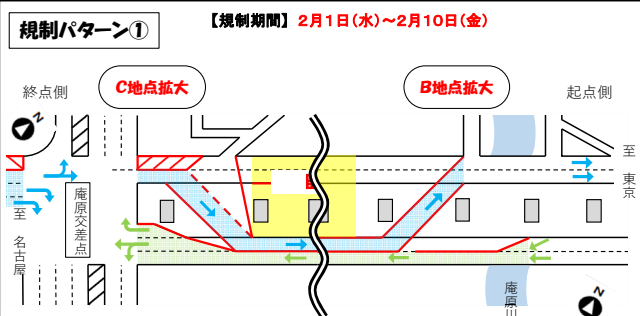 規制パターン①
【規制期間】 2月1日(水)～2月10日(金)
C地点拡大
B地点拡大
終点側
起点側
N
至 東京
庵原交差点
至 名古屋
庵原川
N